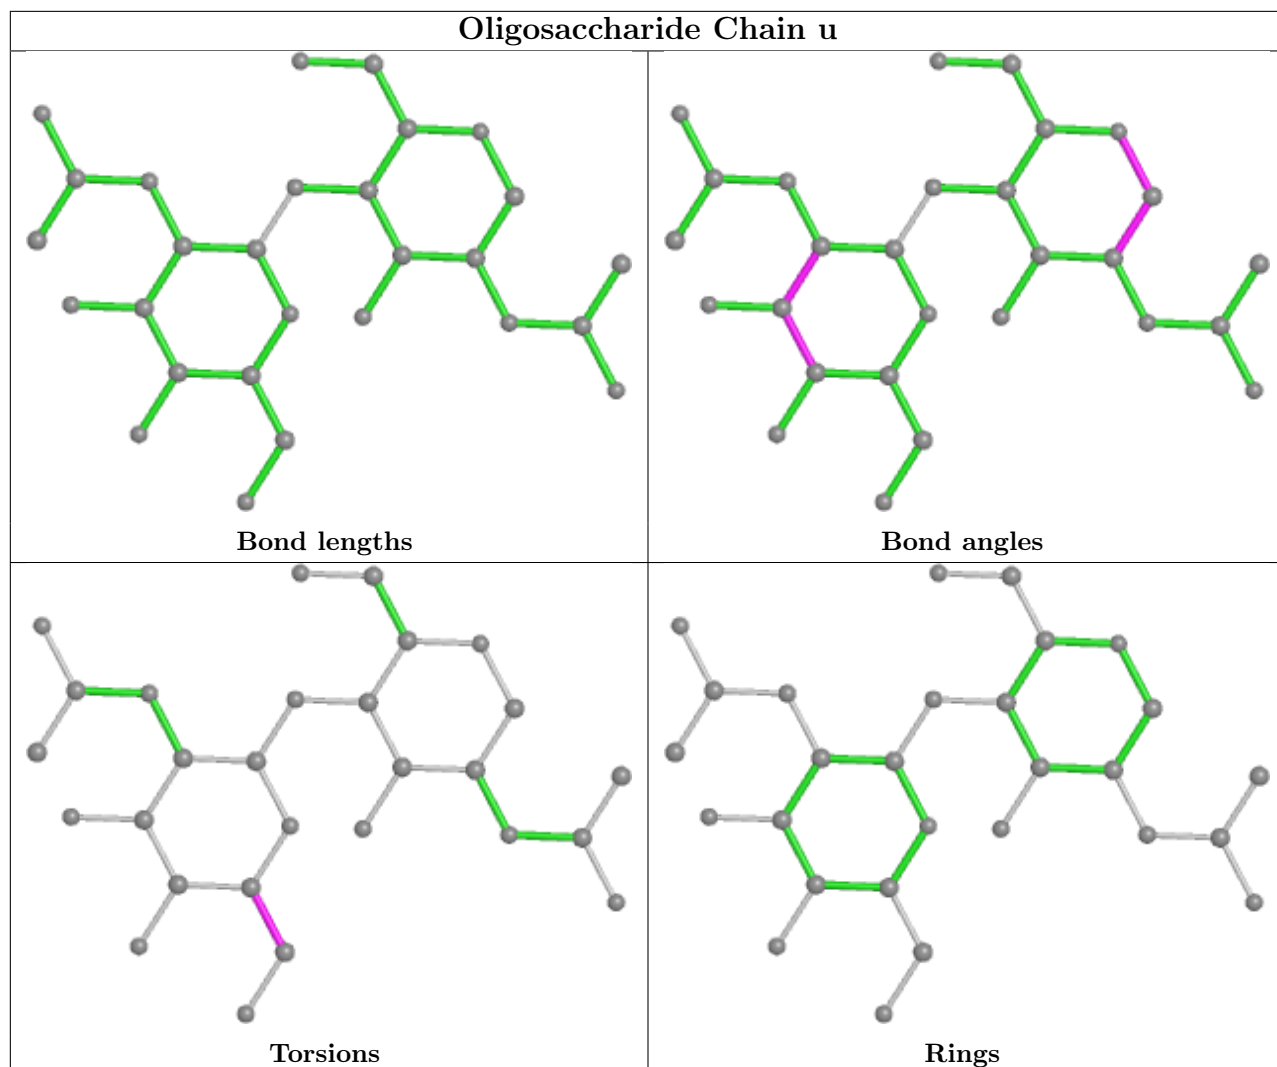 Oligosaccharide Chain u
Bond lengths
Bond angles
Torsions
Rings